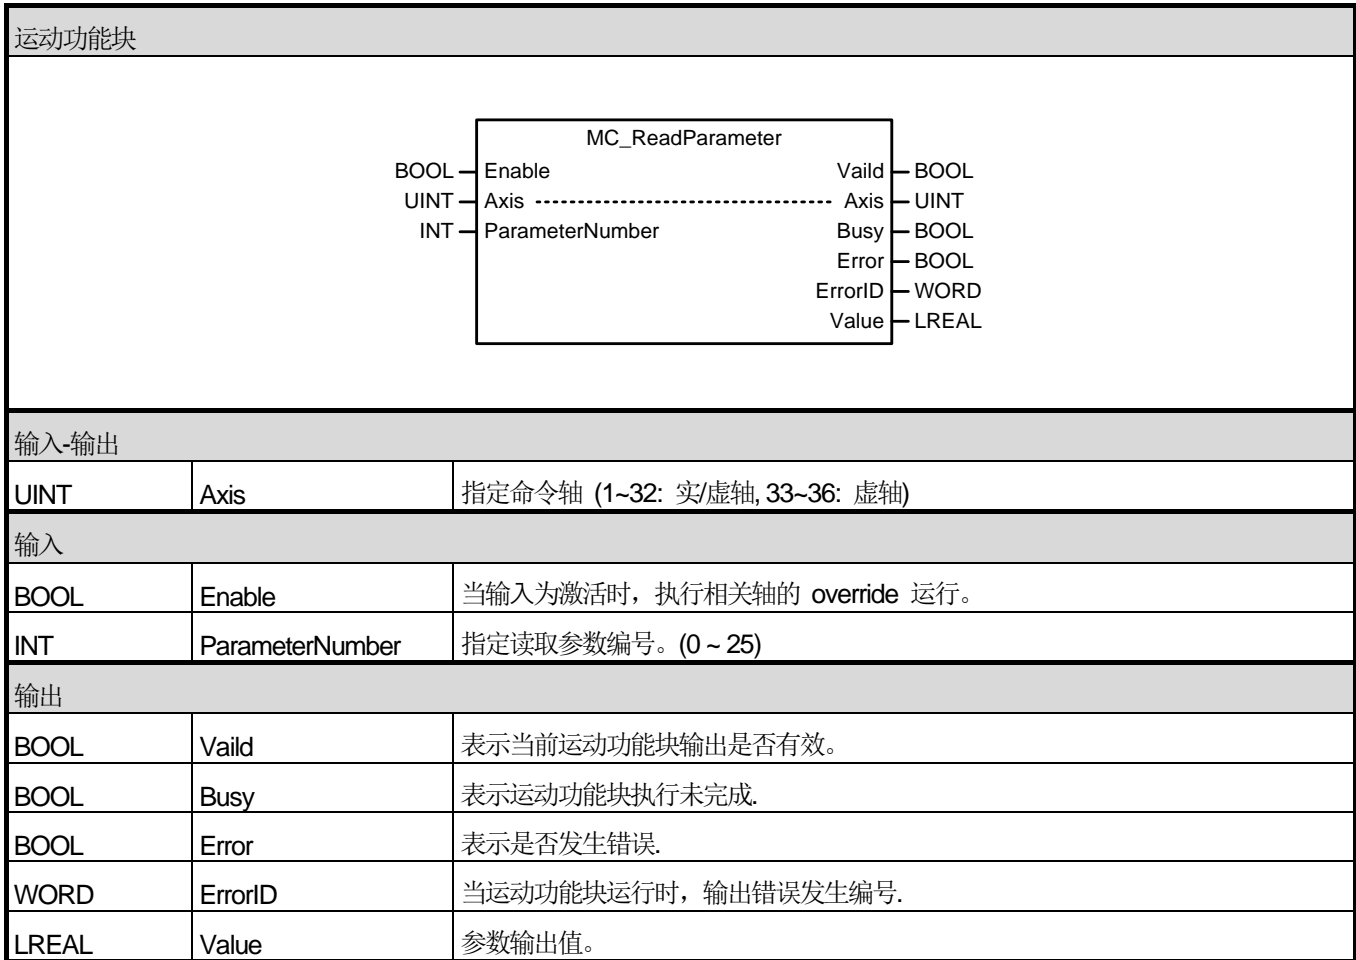 运动功能块
MC_ReadParameter
BOOL Enable Vaild BOOL
UINT Axis Axis UINT
INT ParameterNumber Busy BOOL
Error BOOL
ErrorID WORD
Value LREAL
输入-输出
UINT Axis 指定命令轴 (1~32: 实/虚轴, 33~36: 虚轴)
输入
BOOL Enable 当输入为激活时，执行相关轴的 override 运行。
INT ParameterNumber 指定读取参数编号。(0 ~ 25)
输出
BOOL Vaild 表示当前运动功能块输出是否有效。
BOOL Busy 表示运动功能块执行未完成.
BOOL Error 表示是否发生错误.
WORD ErrorID 当运动功能块运行时，输出错误发生编号.
LREAL Value 参数输出值。